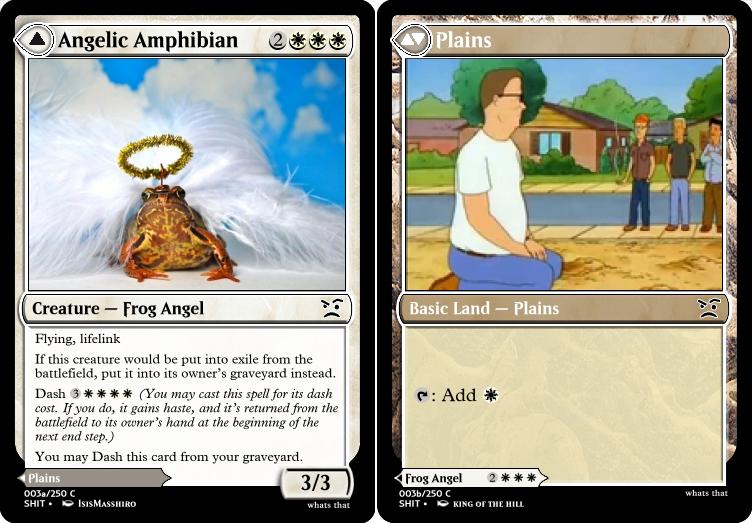 Angelic Amphibian 2
Creature — Frog Angel
Flying, lifelink
If this creature would be put into exile from the
battlefield, put it into its owner's graveyard instead.
Dash 3 (You may cast this spell for its dash
cost. If you do, it gains haste, and it's returned from the
battlefield to its owner's hand at the beginning of the
next end step.)
You may Dash this card from your graveyard.
Plains
3/3
003a/250 C
SHIT • IsisMasshiro
whats that
Plains
Basic Land — Plains
: Add
Frog Angel 2
003b/250 C
SHIT • KING OF THE HILL
whats that